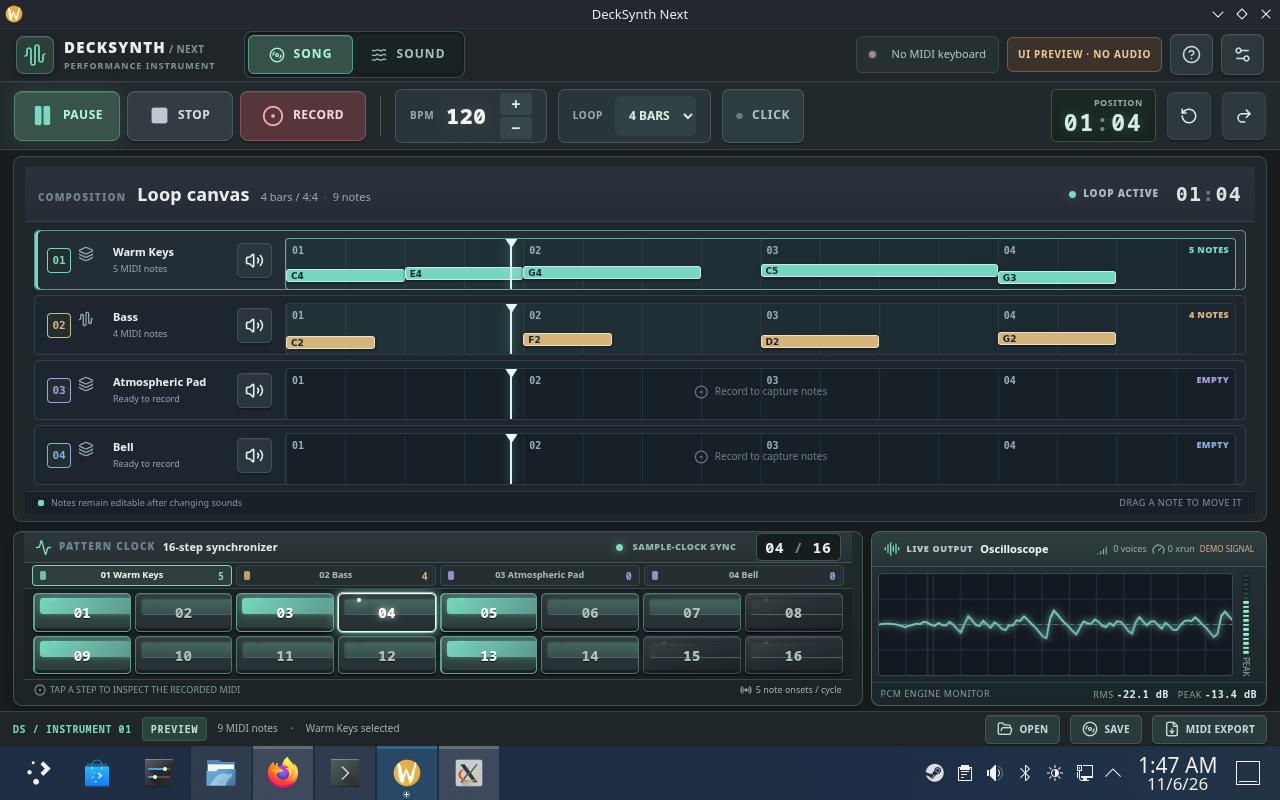 DeckSynth Next
DECKSYNTH / NEXT
PERFORMANCE INSTRUMENT
SONG
SOUND
No MIDI keyboard
UI PREVIEW · NO AUDIO
PAUSE
STOP
RECORD
BPM 120 + −
LOOP 4 BARS
CLICK
POSITION
01:04
COMPOSITION Loop canvas 4 bars / 4:4 · 9 notes
LOOP ACTIVE 01:04
01 Warm Keys
5 MIDI notes
01 02 03 04 5 NOTES
C4 E4 G4 C5 G3
02 Bass
4 MIDI notes
01 02 03 04 4 NOTES
C2 F2 D2 G2
03 Atmospheric Pad
Ready to record
01 02 03 04 EMPTY
Record to capture notes
04 Bell
Ready to record
01 02 03 04 EMPTY
Record to capture notes
Notes remain editable after changing sounds
DRAG A NOTE TO MOVE IT
PATTERN CLOCK 16-step synchronizer
SAMPLE-CLOCK SYNC 04 / 16
01 Warm Keys 5
02 Bass 4
03 Atmospheric Pad 0
04 Bell 0
01 02 03 04 05 06 07 08
09 10 11 12 13 14 15 16
TAP A STEP TO INSPECT THE RECORDED MIDI
5 note onsets / cycle
LIVE OUTPUT Oscilloscope
0 voices 0 xrun DEMO SIGNAL
PEAK
PCM ENGINE MONITOR
RMS -22.1 dB PEAK -13.4 dB
DS / INSTRUMENT 01 PREVIEW 9 MIDI notes · Warm Keys selected
OPEN
SAVE
MIDI EXPORT
1:47 AM
11/6/26